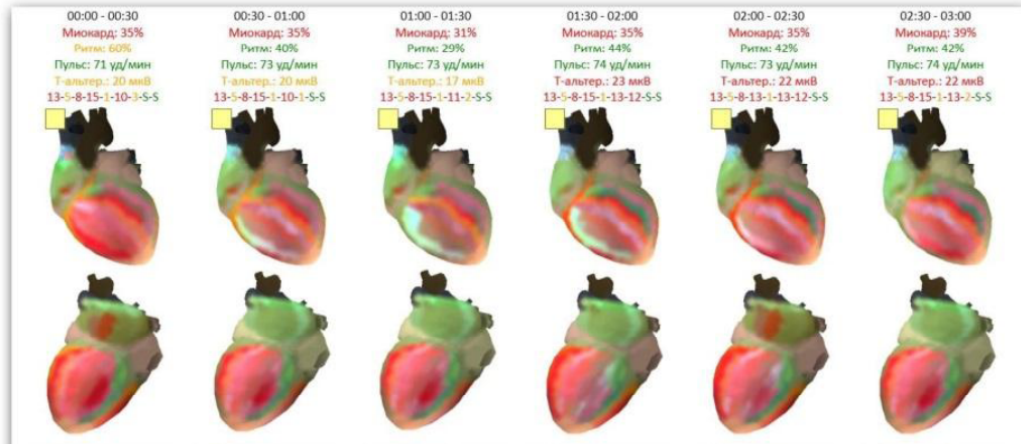 00:00 - 00:30
Миокард: 35%
Ритм: 60%
Пульс: 71 уд/мин
Т-альтер.: 20 мкВ
13-5-8-15-1-10-3-S-S
00:30 - 01:00
Миокард: 35%
Ритм: 40%
Пульс: 73 уд/мин
Т-альтер.: 20 мкВ
13-5-8-15-1-10-1-S-S
01:00 - 01:30
Миокард: 31%
Ритм: 29%
Пульс: 73 уд/мин
Т-альтер.: 17 мкВ
13-5-8-15-1-11-2-S-S
01:30 - 02:00
Миокард: 35%
Ритм: 44%
Пульс: 74 уд/мин
Т-альтер.: 23 мкВ
13-5-8-15-1-13-12-S-S
02:00 - 02:30
Миокард: 35%
Ритм: 42%
Пульс: 73 уд/мин
Т-альтер.: 22 мкВ
13-5-8-13-1-13-12-S-S
02:30 - 03:00
Миокард: 39%
Ритм: 42%
Пульс: 74 уд/мин
Т-альтер.: 22 мкВ
13-5-8-15-1-13-2-S-S